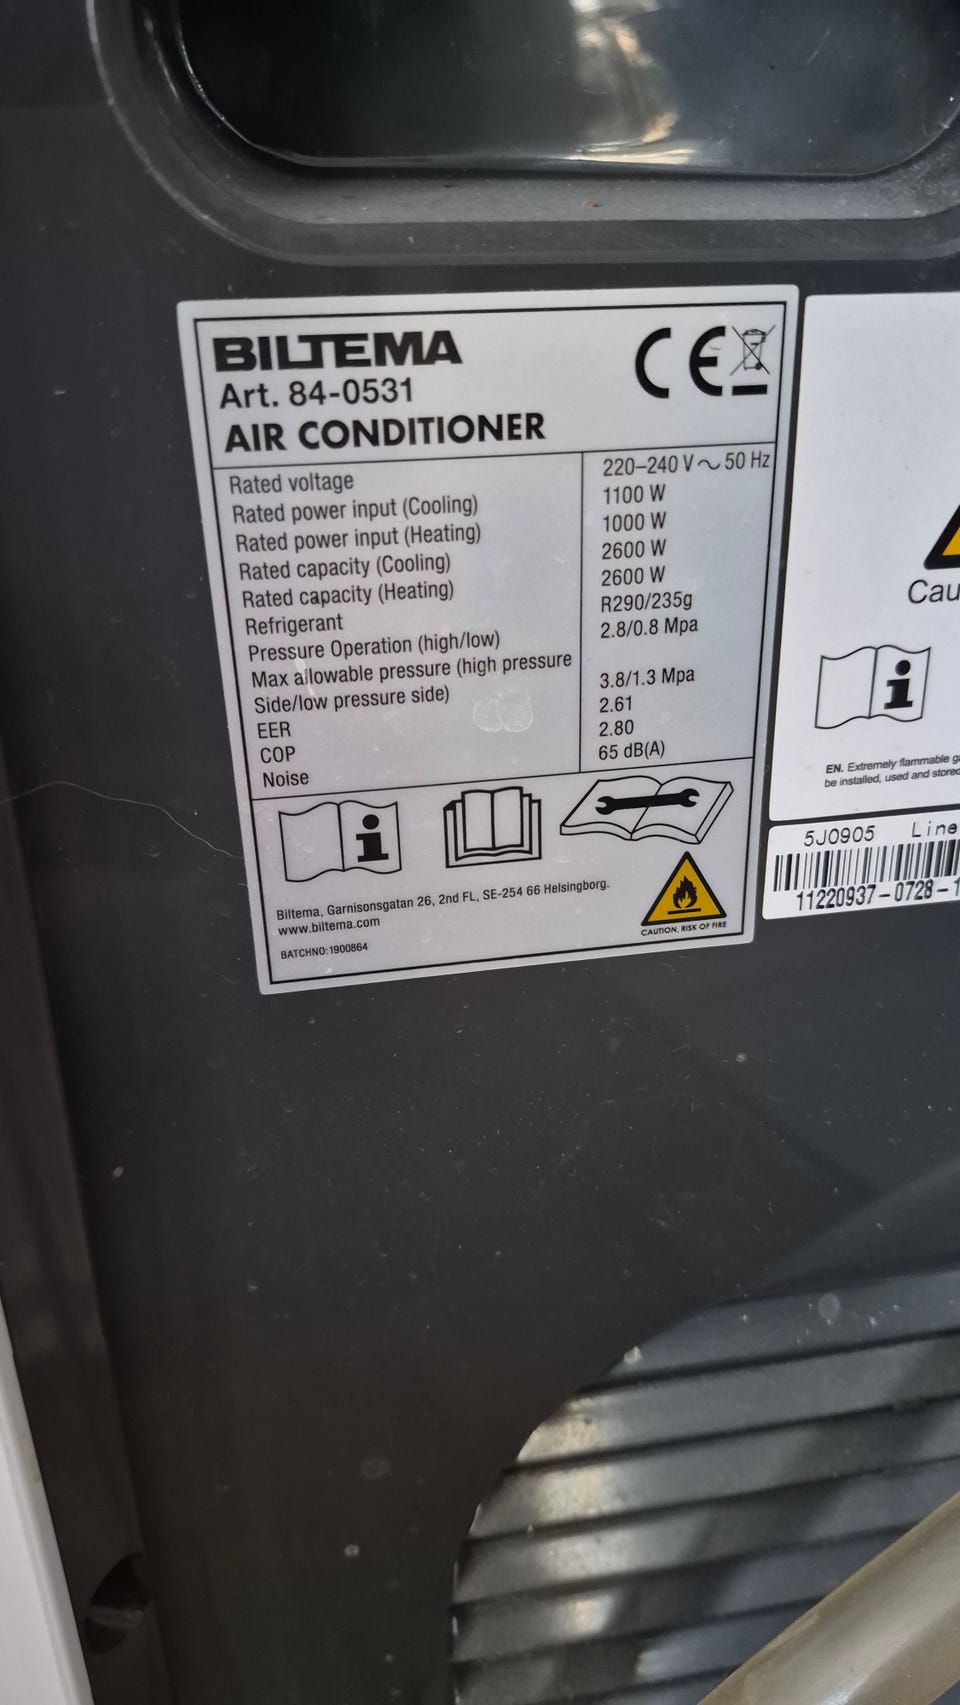 BILTEMA
Art. 84-0531
AIR CONDITIONER
CE
Rated voltage 220–240 V ~ 50 Hz
Rated power input (Cooling) 1100 W
Rated power input (Heating) 1000 W
Rated capacity (Cooling) 2600 W
Rated capacity (Heating) 2600 W
Refrigerant R290/235g
Pressure Operation (high/low) 2.8/0.8 Mpa
Max allowable pressure (high pressure
Side/low pressure side) 3.8/1.3 Mpa
EER 2.61
COP 2.80
Noise 65 dB(A)
Biltema, Garnisonsgatan 26, 2nd FL, SE-254 66 Helsingborg.
www.biltema.com
BATCHNO: 1900864
CAUTION, RISK OF FIRE
Cau
EN. Extremely flammable g
be installed, used and stored
5J0905 Line
11220937-0728-1